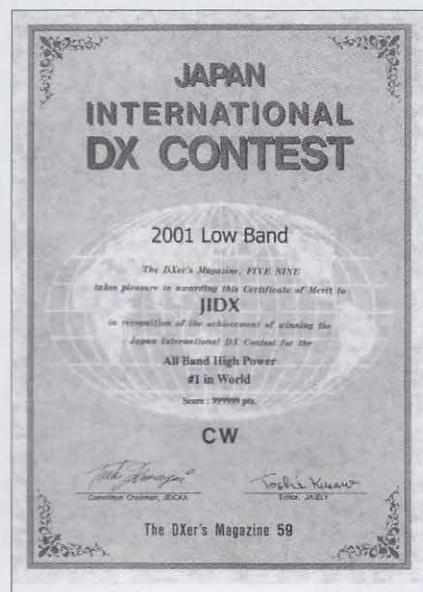 JAPAN
INTERNATIONAL
DX CONTEST
2001 Low Band
The DXer's Magazine, FIVE NINE
takes pleasure in awarding this Certificate of Merit to
JIDX
in recognition of the achievement of winning the
Japan International DX Contest for the
All Band High Power
#1 in World
Score : 999999 pts.
CW
Committee Chairman,
Editor,
The DXer's Magazine 59